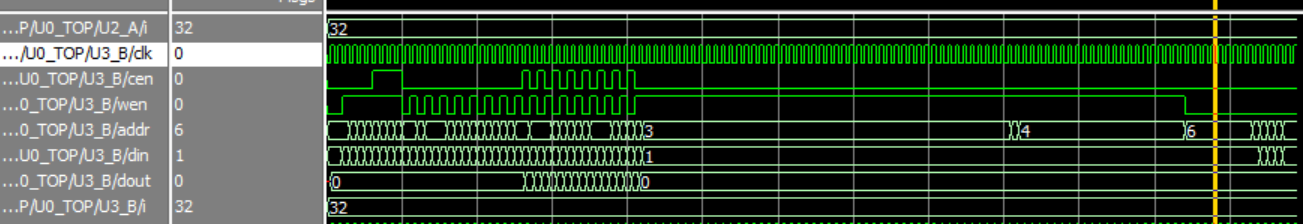 ...P/U0_TOP/U2_A/i 32 32
.../U0_TOP/U3_B/clk 0
...U0_TOP/U3_B/cen 0
...0_TOP/U3_B/wen 0
...0_TOP/U3_B/addr 6 3 4 6
...U0_TOP/U3_B/din 1 1
...0_TOP/U3_B/dout 0 0 0
...P/U0_TOP/U3_B/i 32 32